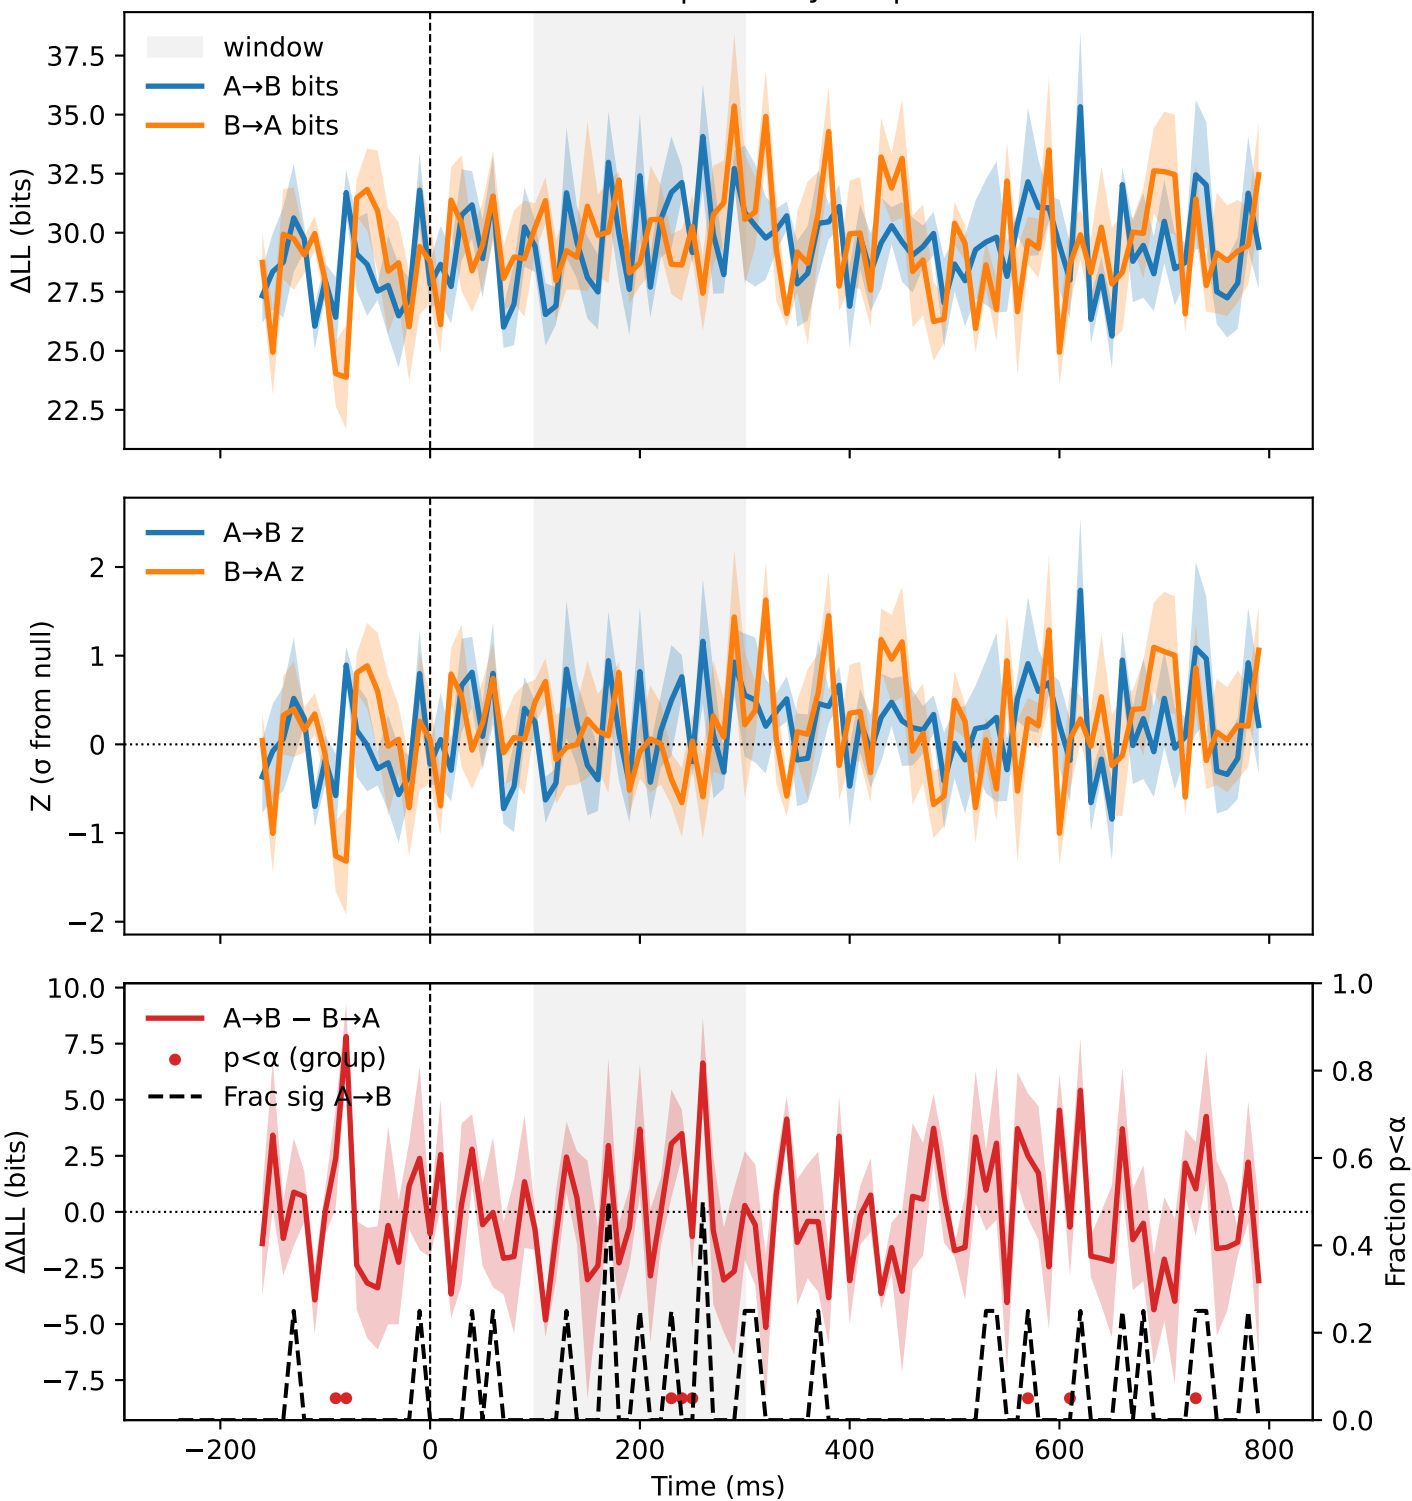 37.5
35.0
32.5
30.0
27.5
25.0
22.5
ΔLL (bits)
window
A→B bits
B→A bits
2
1
0
−1
−2
Z (σ from null)
A→B z
B→A z
10.0
7.5
5.0
2.5
0.0
−2.5
−5.0
−7.5
ΔΔLL (bits)
A→B − B→A
p<α (group)
Frac sig A→B
1.0
0.8
0.6
0.4
0.2
0.0
Fraction p<α
−200 0 200 400 600 800
Time (ms)